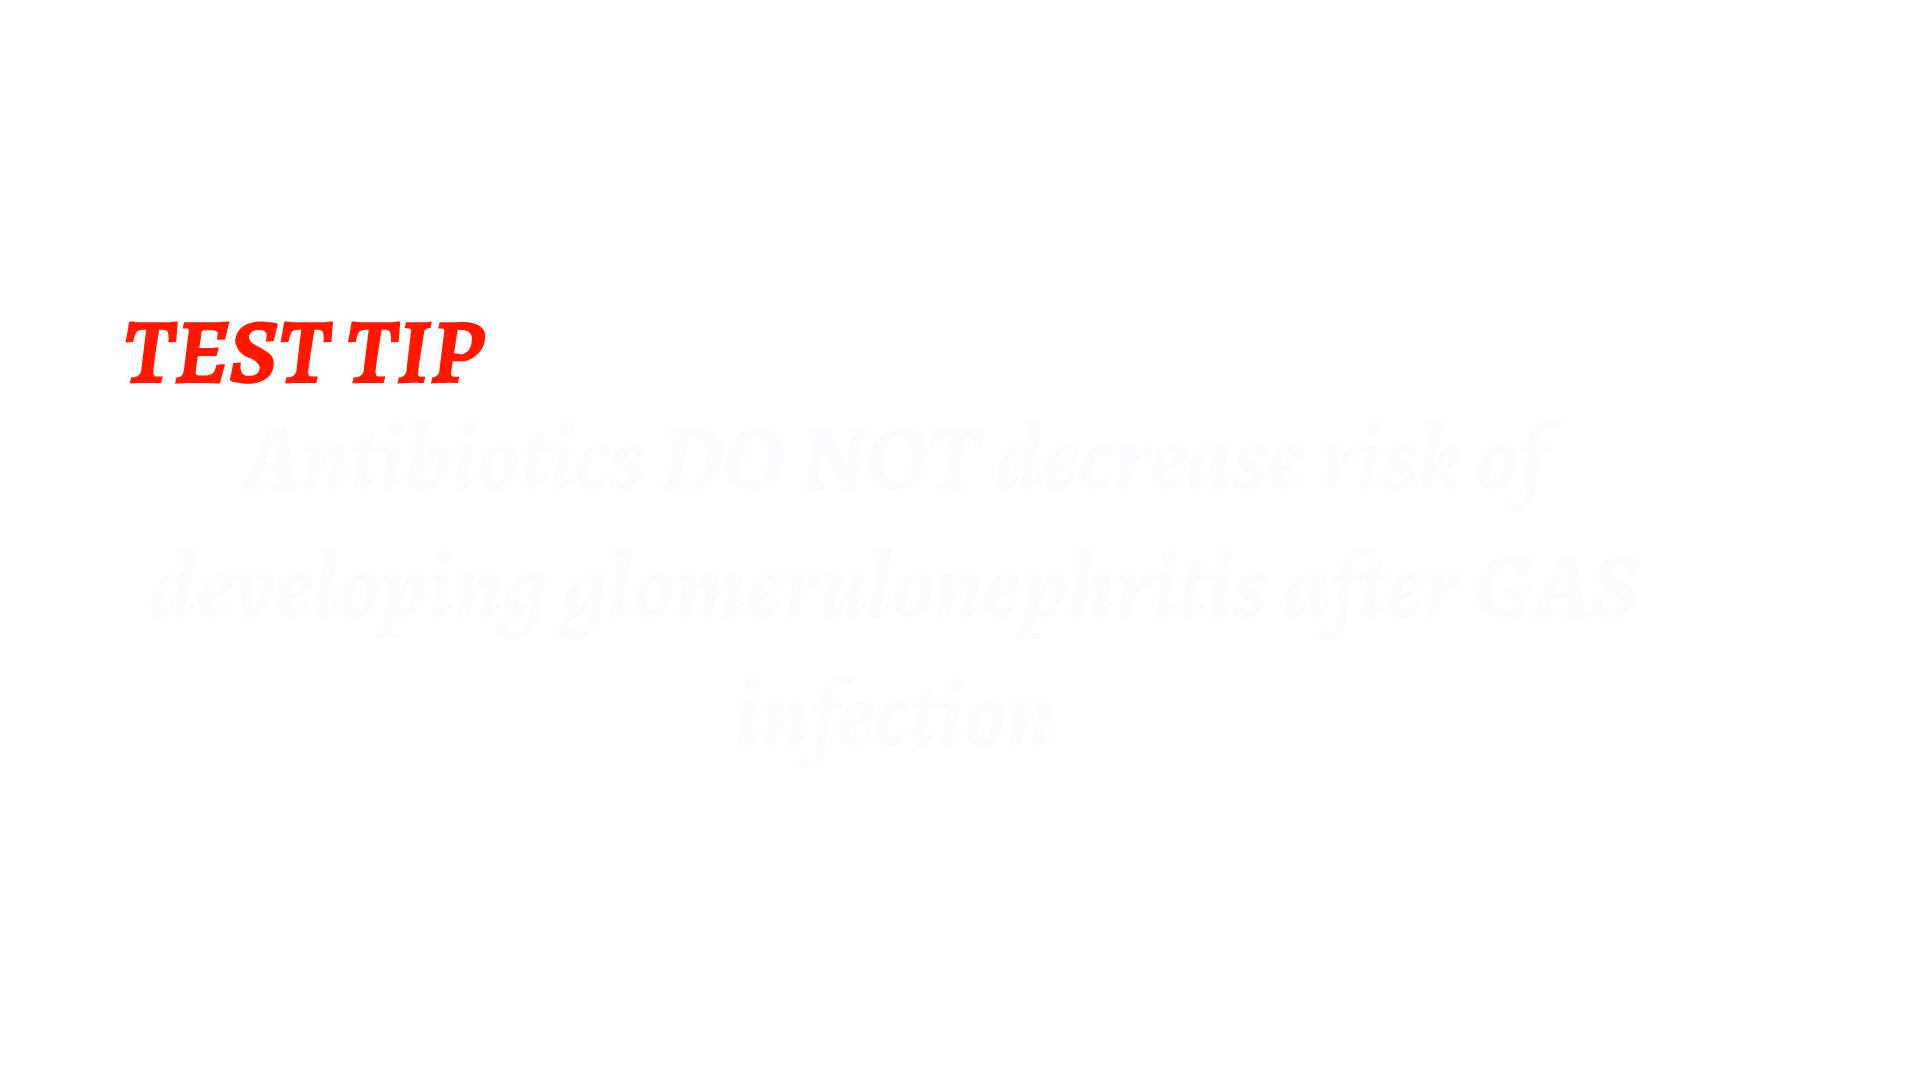 TEST TIP
Antibiotics DO NOT decrease risk of
developing glomerulonephritis after GAS
infection